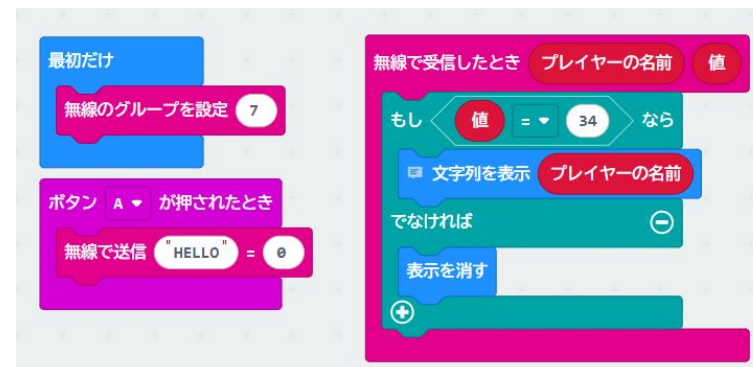 最初だけ
無線のグループを設定 7
ボタン A が押されたとき
無線で送信 "HELLO" = 0
無線で受信したとき プレイヤーの名前 値
もし 値 = 34 なら
文字列を表示 プレイヤーの名前
でなければ
表示を消す